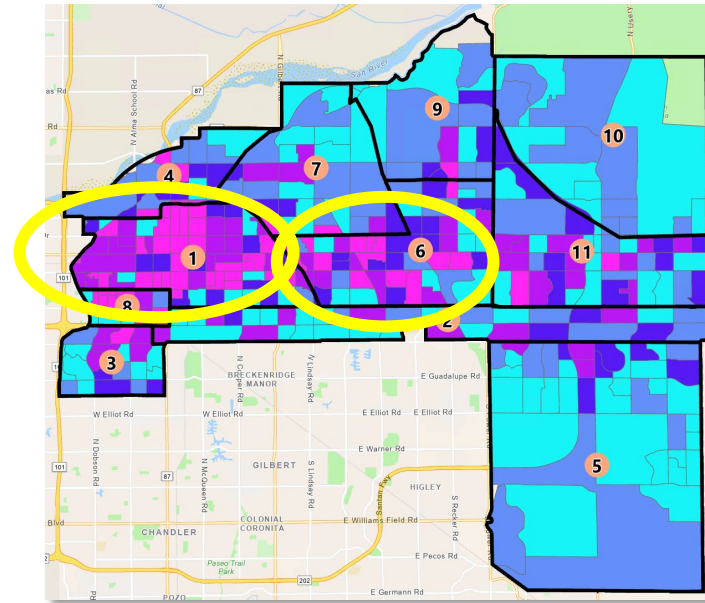 N Usery
N Gilbert
Salt River
87
N Alma School Rd
as Rd
Rd
9
10
7
4
1
6
11
101
8
2
3
5
N Cooper Rd
N Lindsay Rd
BRECKENRIDGE
MANOR
E Guadalupe Rd
W Elliot Rd
W Elliot Rd
E Elliot Rd
E Elliot Rd
N Dobson Rd
N McQueen Rd
S Lindsay Rd
E Warner Rd
101
87
GILBERT
HIGLEY
Santan Fwy
S Recker Rd
Blvd
CHANDLER
COLONIAL
CORONITA
E Williams Field Rd
E Pecos Rd
Paseo Trail
Park
202
E Germann Rd
POZO